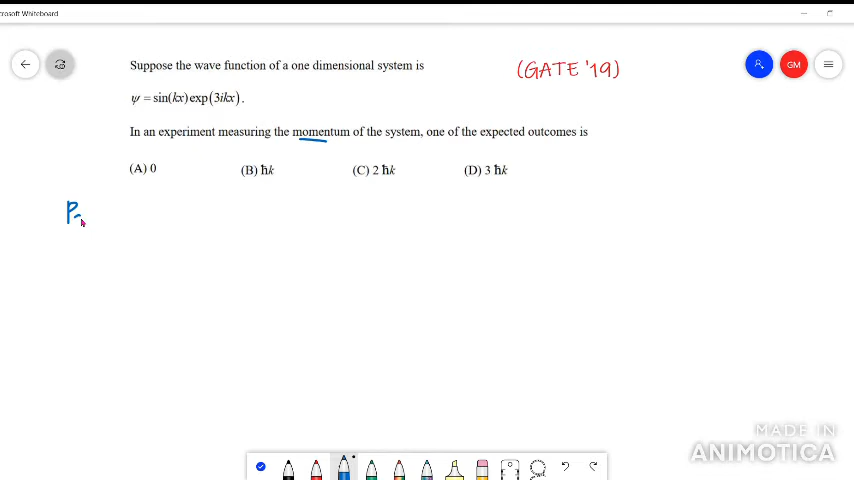 crosoft Whiteboard
Suppose the wave function of a one dimensional system is
(GATE '19)
GM
ψ = sin(kx)exp(3ikx).
In an experiment measuring the momentum of the system, one of the expected outcomes is
(A) 0 (B) ħk (C) 2 ħk (D) 3 ħk
P
MADE IN
ANIMOTICA